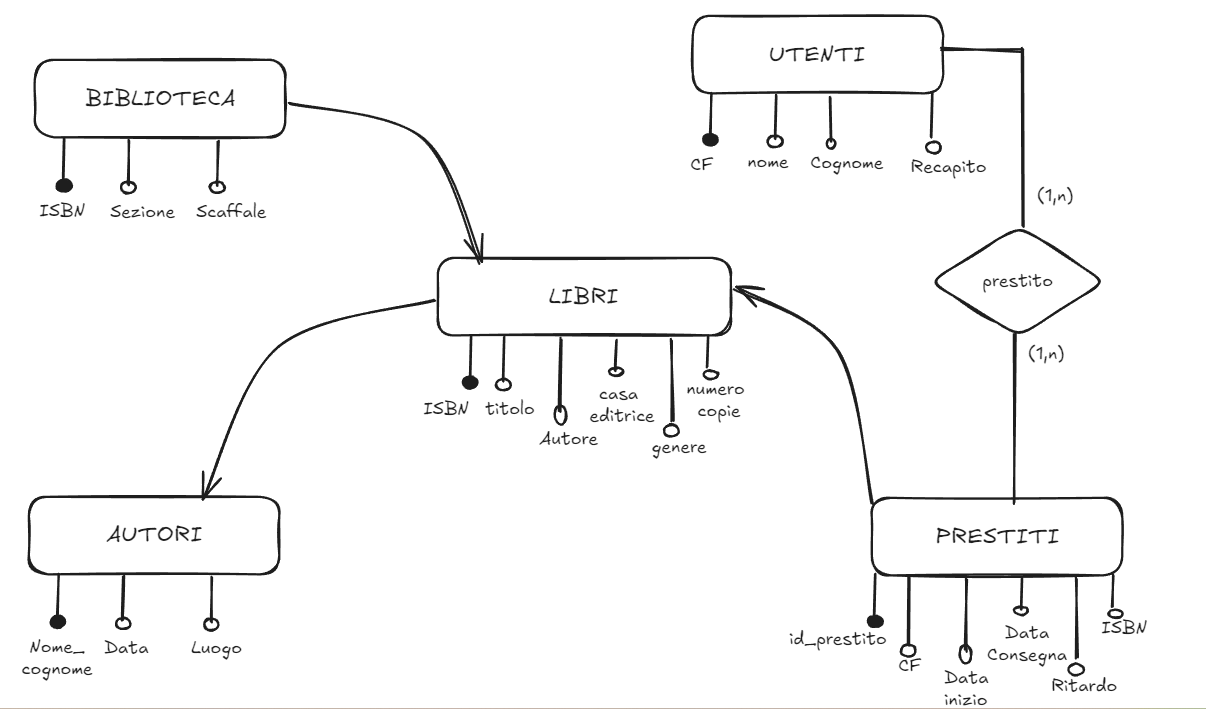 UTENTI
CF
nome
Cognome
Recapito
BIBLIOTECA
ISBN
Sezione
Scaffale
(1,n)
prestito
(1,n)
LIBRI
ISBN
titolo
Autore
casa
editrice
genere
numero
copie
AUTORI
Nome_
cognome
Data
Luogo
PRESTITI
id_prestito
CF
Data
inizio
Data
Consegna
Ritardo
ISBN